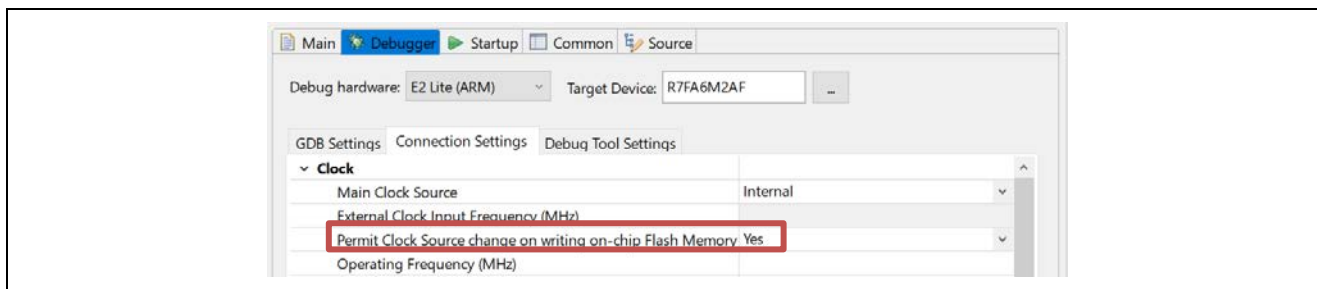 Main Debugger Startup Common Source
Debug hardware: E2 Lite (ARM) Target Device: R7FA6M2AF ...
GDB Settings Connection Settings Debug Tool Settings
Clock
Main Clock Source Internal
External Clock Input Frequency (MHz)
Permit Clock Source change on writing on-chip Flash Memory Yes
Operating Frequency (MHz)